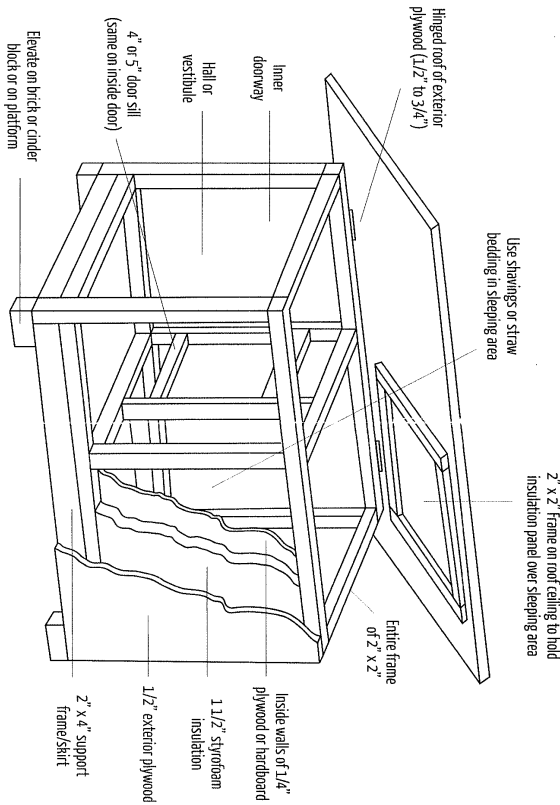 Hinged roof of exterior
plywood (1/2" to 3/4")
Inner
doorway
Hall or
vestibule
4" or 5" door sill
(same on inside door)
Elevate on brick or cinder
block or on platform
Use shavings or straw
bedding in sleeping area
2" x 2" Frame on roof ceiling to hold
insulation panel over sleeping area
Entire frame
of 2" x 2"
Inside walls of 1/4"
plywood or hardboard
1 1/2" styrofoam
insulation
1/2" exterior plywood
2" x 4" support
frame/skirt